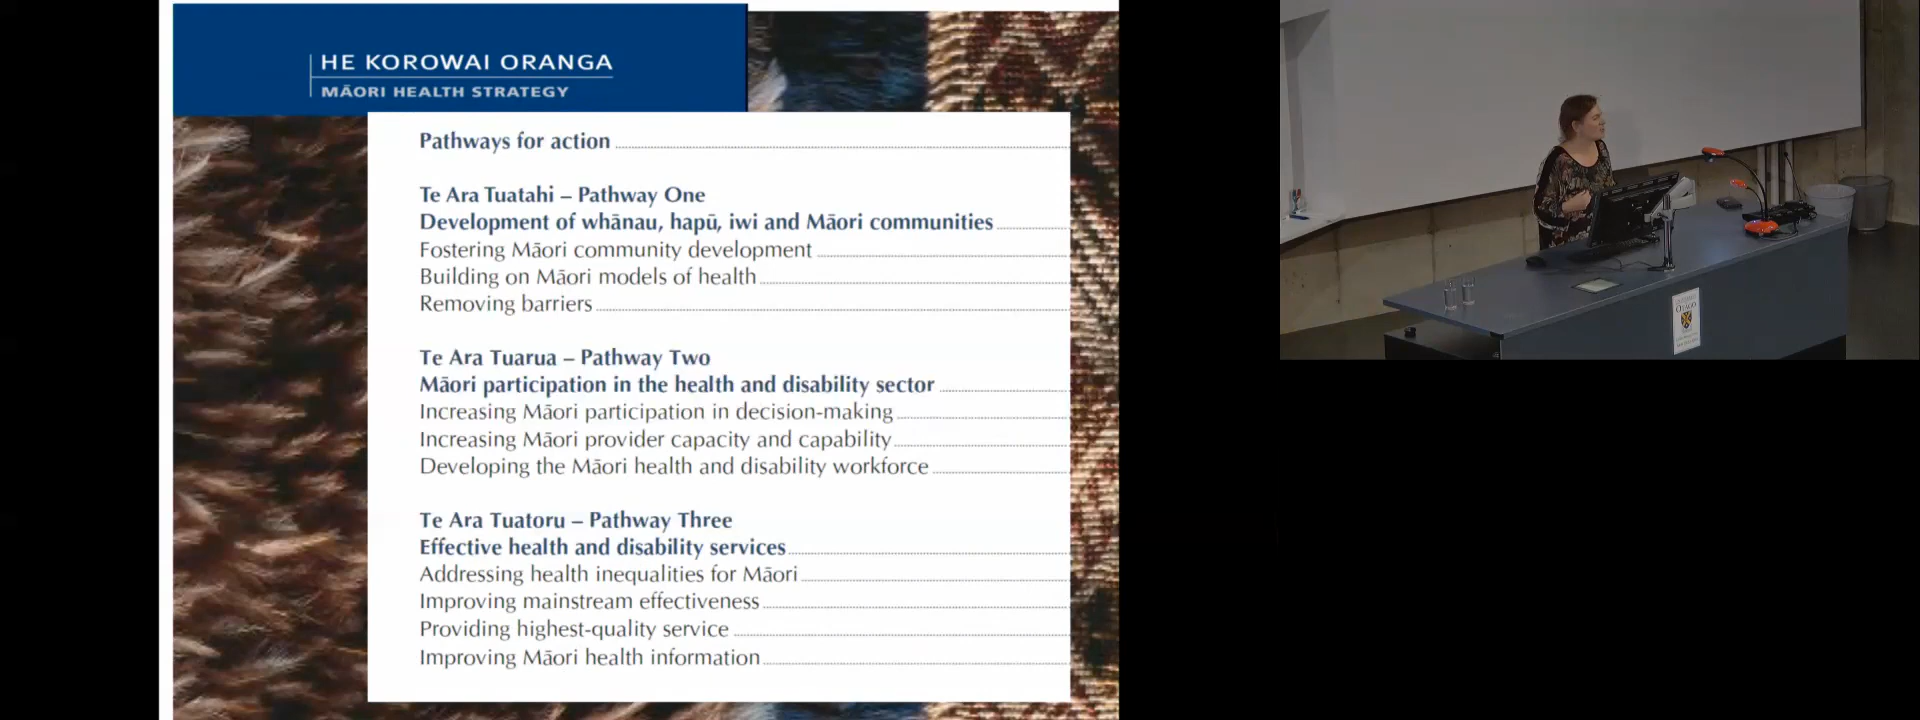 HE KOROWAI ORANGA
MĀORI HEALTH STRATEGY
Pathways for action
Te Ara Tuatahi – Pathway One
Development of whānau, hapū, iwi and Māori communities
Fostering Māori community development
Building on Māori models of health
Removing barriers
Te Ara Tuarua – Pathway Two
Māori participation in the health and disability sector
Increasing Māori participation in decision-making
Increasing Māori provider capacity and capability
Developing the Māori health and disability workforce
Te Ara Tuatoru – Pathway Three
Effective health and disability services
Addressing health inequalities for Māori
Improving mainstream effectiveness
Providing highest-quality service
Improving Māori health information
OTAGO